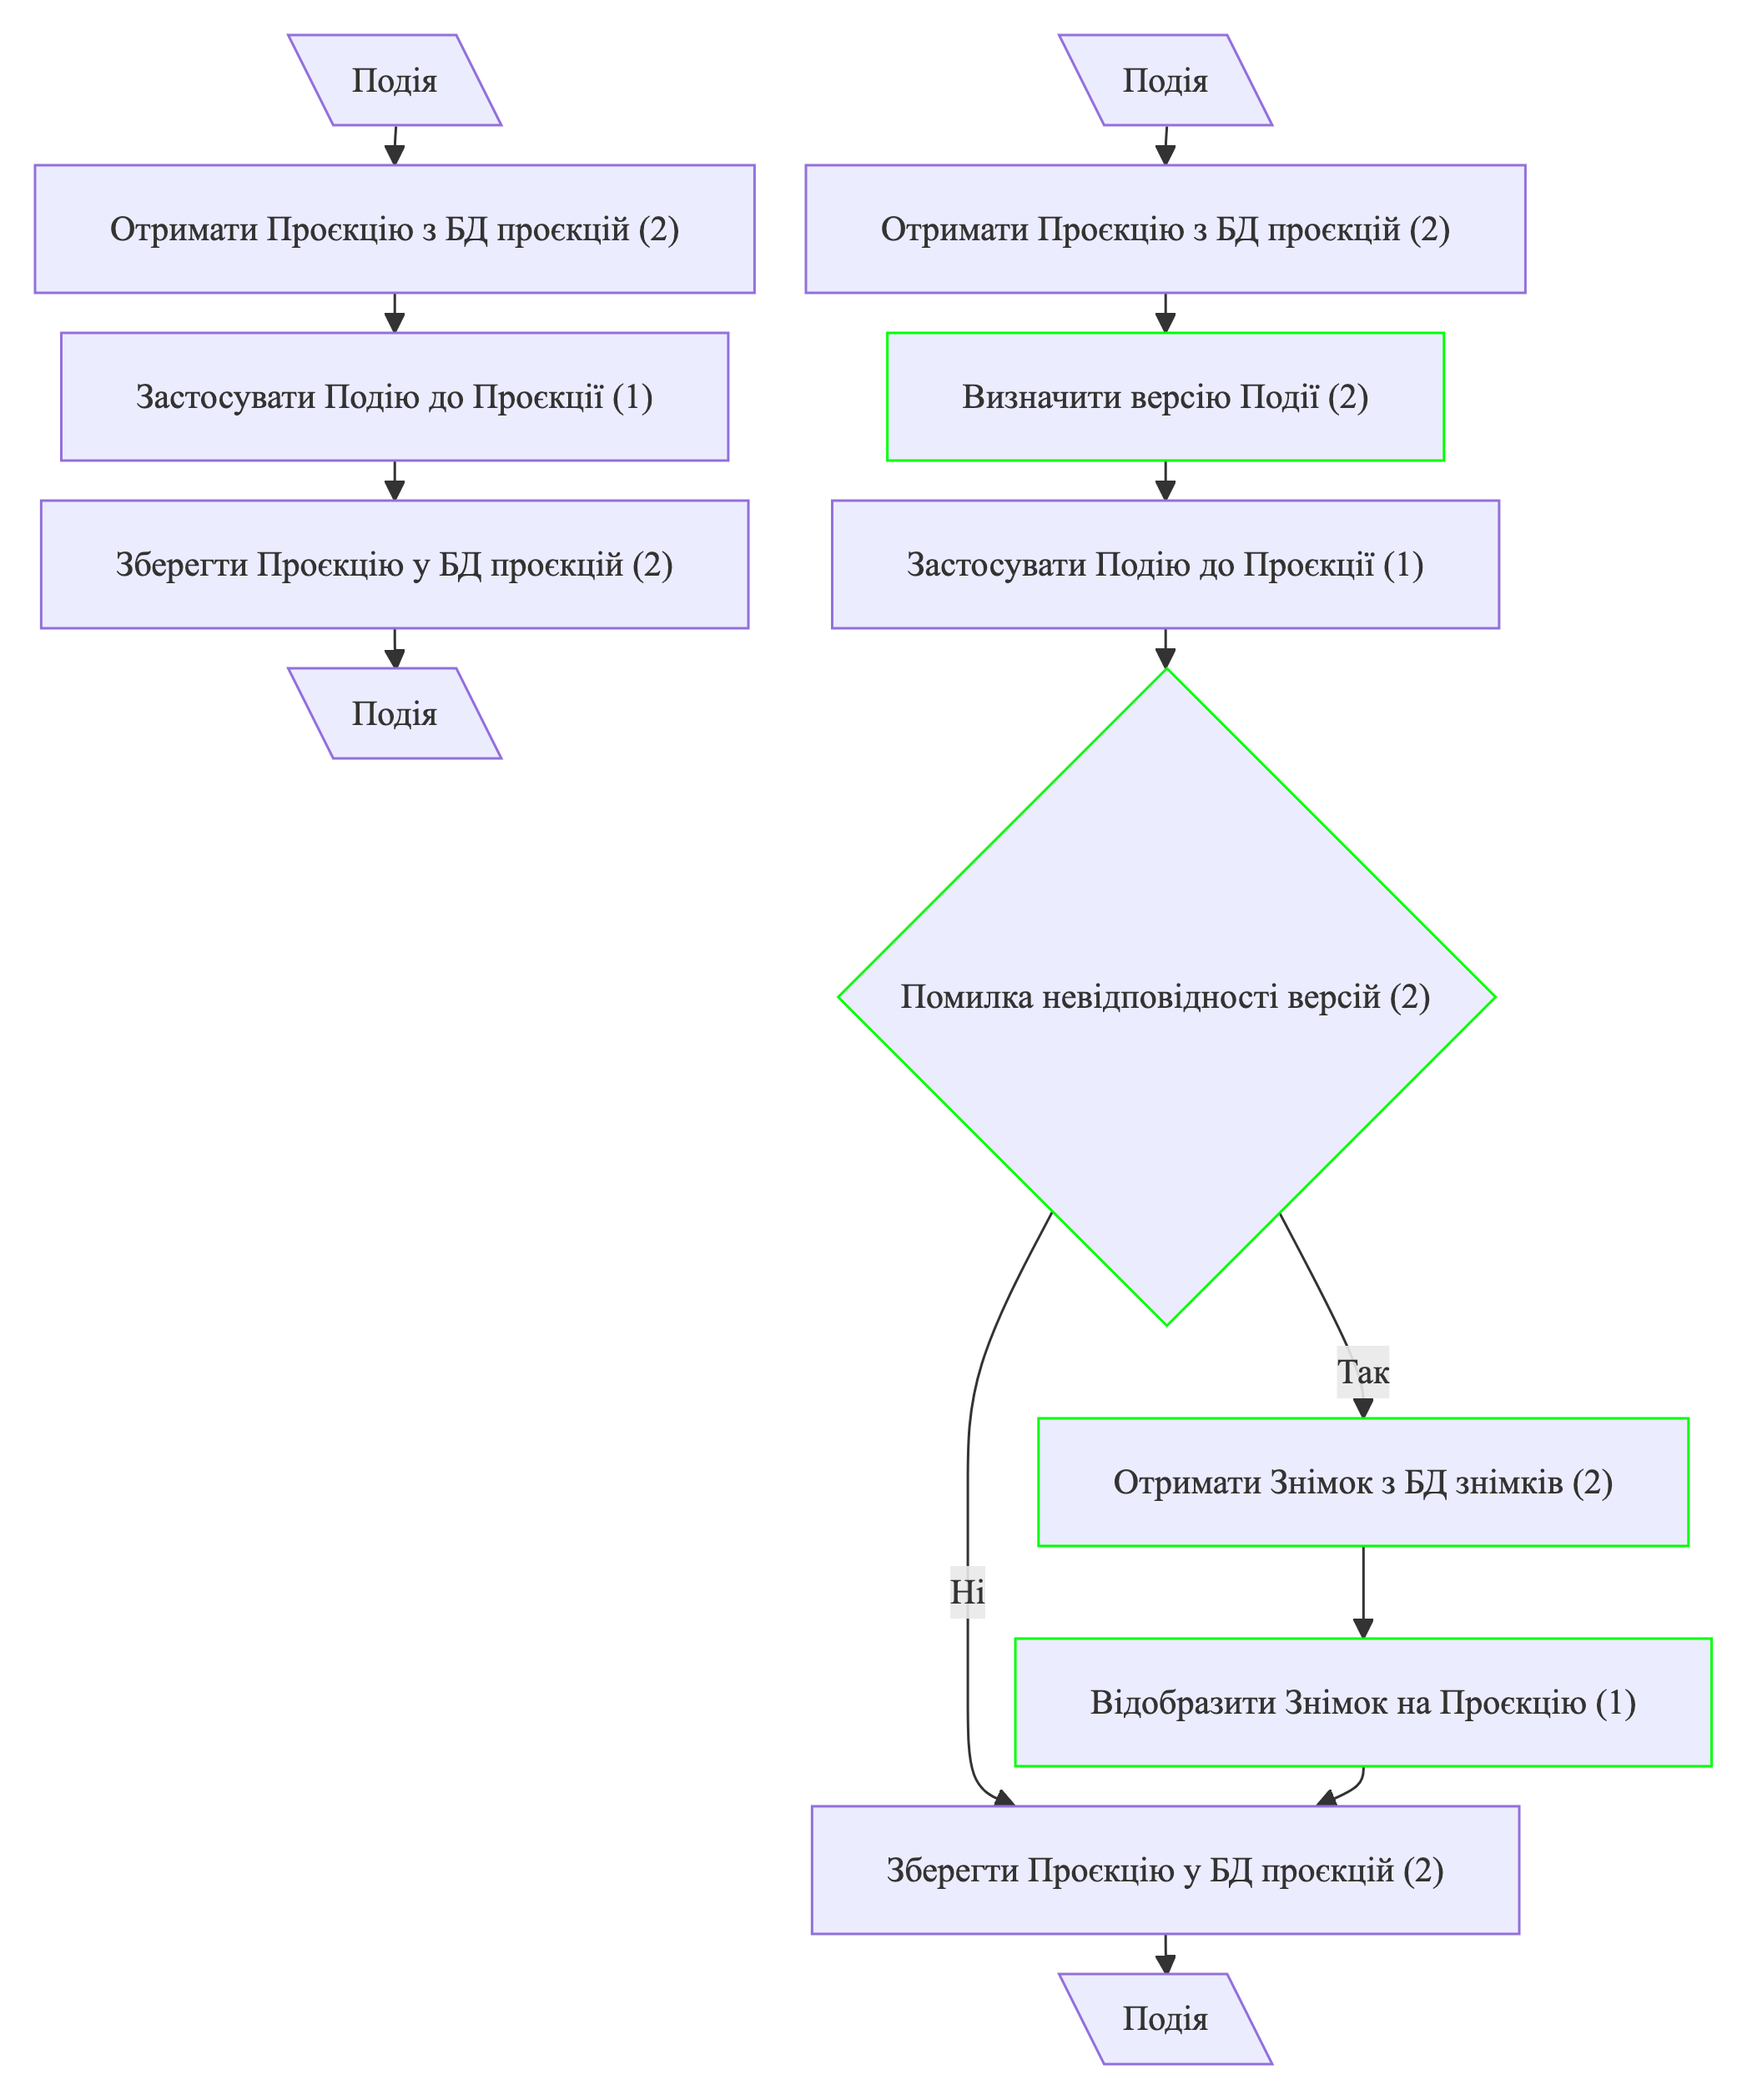 Подія
Отримати Проєкцію з БД проєкцій (2)
Застосувати Подію до Проєкції (1)
Зберегти Проєкцію у БД проєкцій (2)
Подія
Подія
Отримати Проєкцію з БД проєкцій (2)
Визначити версію Події (2)
Застосувати Подію до Проєкції (1)
Помилка невідповідності версій (2)
Так
Отримати Знімок з БД знімків (2)
Ні
Відобразити Знімок на Проєкцію (1)
Зберегти Проєкцію у БД проєкцій (2)
Подія